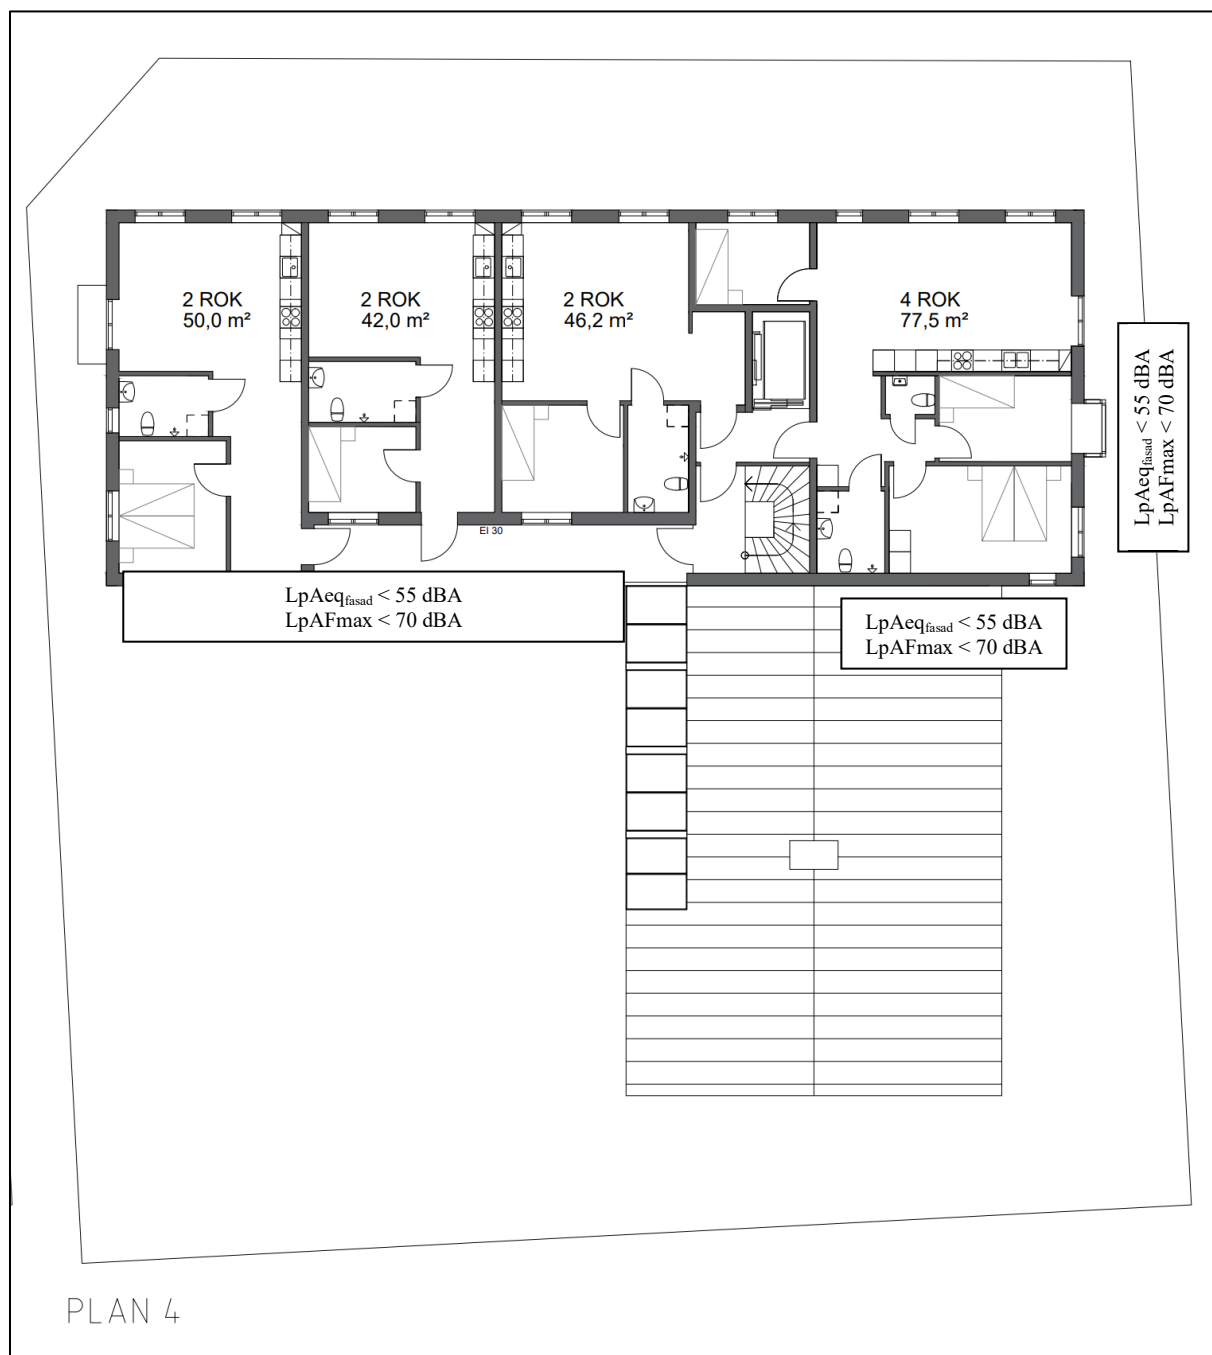 2 ROK
50,0 m²
2 ROK
42,0 m²
2 ROK
46,2 m²
4 ROK
77,5 m²
LpAeqfasad < 55 dBA
LpAFmax < 70 dBA
EI 30
LpAeqfasad < 55 dBA
LpAFmax < 70 dBA
LpAeqfasad < 55 dBA
LpAFmax < 70 dBA
PLAN 4